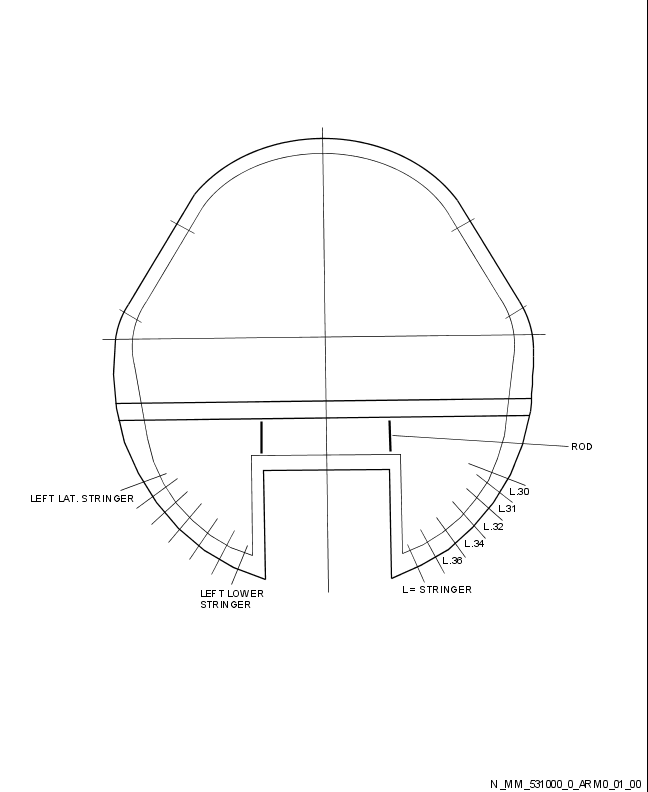 ROD
LEFT LAT. STRINGER
L.30
L.31
L.32
L.34
L.36
LEFT LOWER
STRINGER
L= STRINGER
N_MM_531000_0_ARM0_01_00